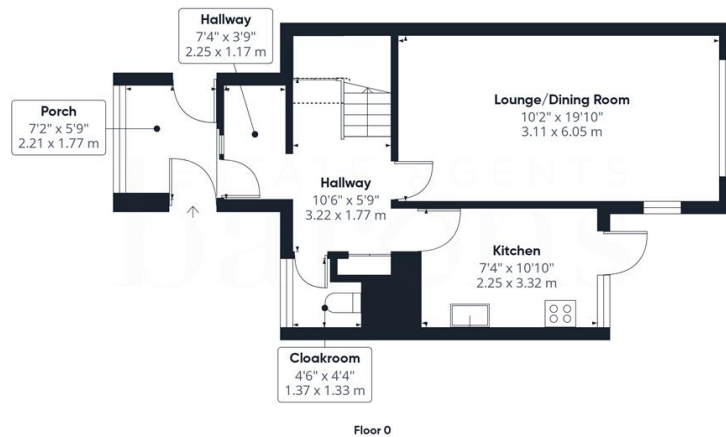 Hallway
7'4" x 3'9"
2.25 x 1.17 m
Porch
7'2" x 5'9"
2.21 x 1.77 m
Lounge/Dining Room
10'2" x 19'10"
3.11 x 6.05 m
Hallway
10'6" x 5'9"
3.22 x 1.77 m
Kitchen
7'4" x 10'10"
2.25 x 3.32 m
Cloakroom
4'6" x 4'4"
1.37 x 1.33 m
Floor 0